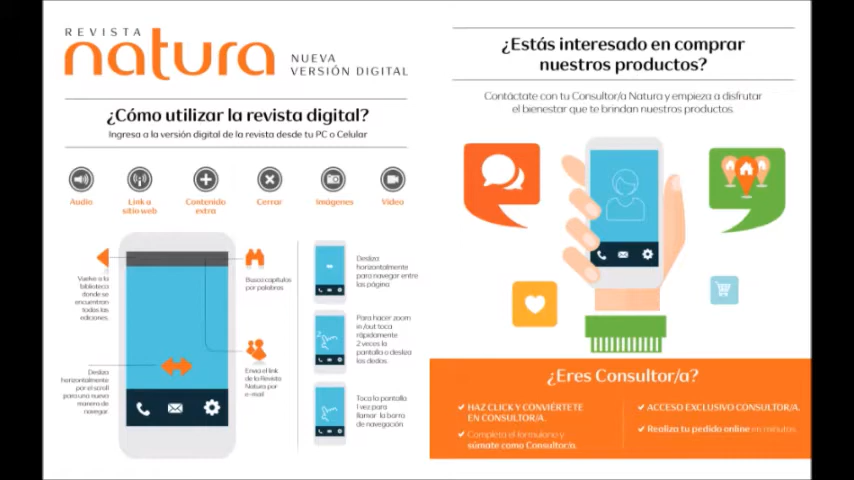 REVISTA
natura
NUEVA
VERSIÓN DIGITAL
¿Cómo utilizar la revista digital?
Ingresa a la versión digital de la revista desde tu PC o Celular
Audio
Link a
sitio web
Contenido
extra
Cerrar
Imágenes
Video
Vuelve a la
biblioteca
donde se
encuentran
todas las
ediciones.
Busca capítulos
por palabras
Desliza
horizontalmente
por el scroll
para una nueva
manera de
navegar.
Envía el link
de la Revista
Natura por
e-mail
Desliza
horizontalmente
para navegar entre
las página.
Para hacer zoom
in /out toca
rápidamente
2 veces la
pantalla o desliza
los dedos.
Toca la pantalla
1 vez para
llamar la barra
de navegación
¿Estás interesado en comprar
nuestros productos?
Contáctate con tu Consultor/a Natura y empieza a disfrutar
el bienestar que te brindan nuestros productos.
¿Eres Consultor/a?
HAZ CLICK Y CONVIÉRTETE
EN CONSULTOR/A.
Completa el formulario y
súmate como Consultor/a.
ACCESO EXCLUSIVO CONSULTOR/A.
Realiza tu pedido online en minutos.